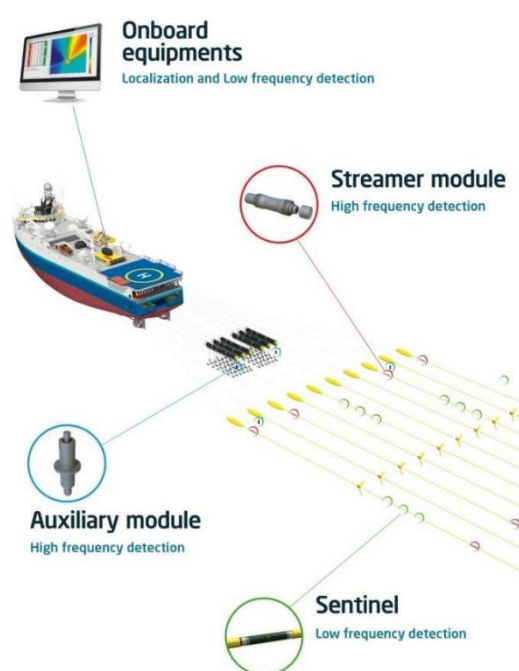 Onboard
equipments
Localization and Low frequency detection
Streamer module
High frequency detection
H
Auxiliary module
High frequency detection
Sentinel
Low frequency detection